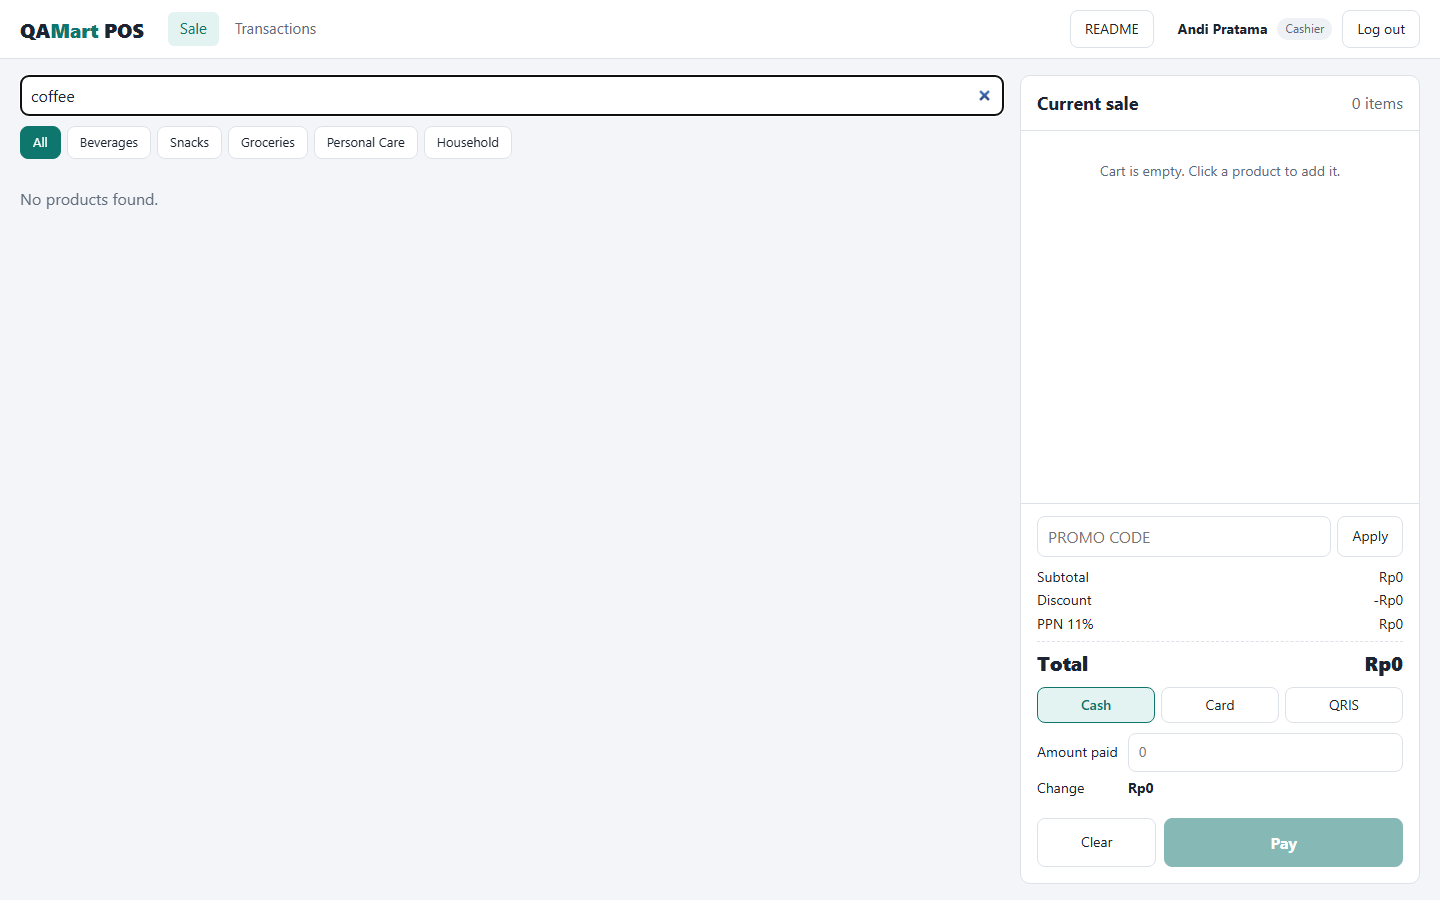 QAMart POS
Sale
Transactions
README
Andi Pratama
Cashier
Log out
coffee
All
Beverages
Snacks
Groceries
Personal Care
Household
No products found.
Current sale
0 items
Cart is empty. Click a product to add it.
PROMO CODE
Apply
Subtotal Rp0
Discount -Rp0
PPN 11% Rp0
Total Rp0
Cash
Card
QRIS
Amount paid 0
Change Rp0
Clear
Pay